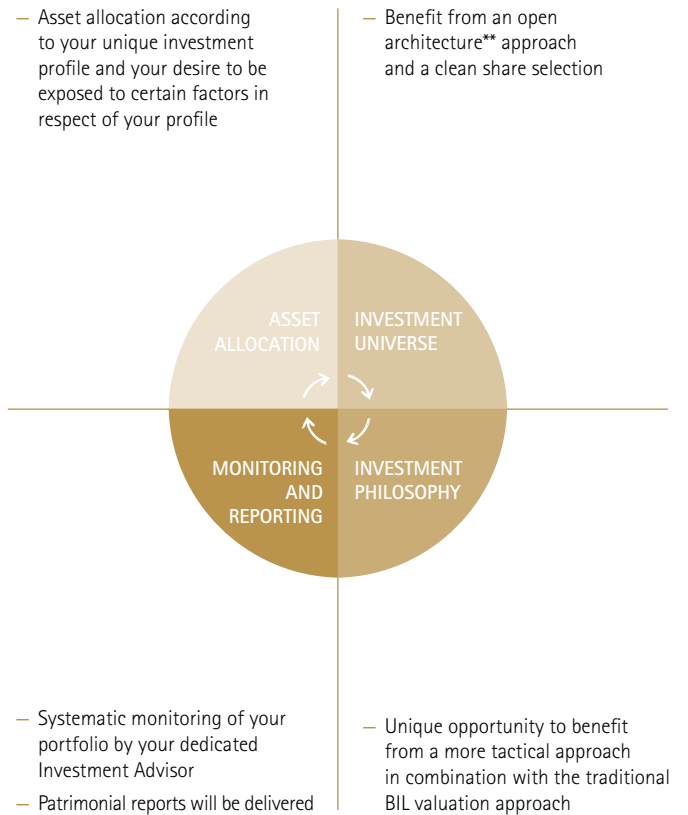 — Asset allocation according
to your unique investment
profile and your desire to be
exposed to certain factors in
respect of your profile
— Benefit from an open
architecture** approach
and a clean share selection
ASSET
ALLOCATION
INVESTMENT
UNIVERSE
MONITORING
AND
REPORTING
INVESTMENT
PHILOSOPHY
— Systematic monitoring of your
portfolio by your dedicated
Investment Advisor
— Patrimonial reports will be delivered
— Unique opportunity to benefit
from a more tactical approach
in combination with the traditional
BIL valuation approach